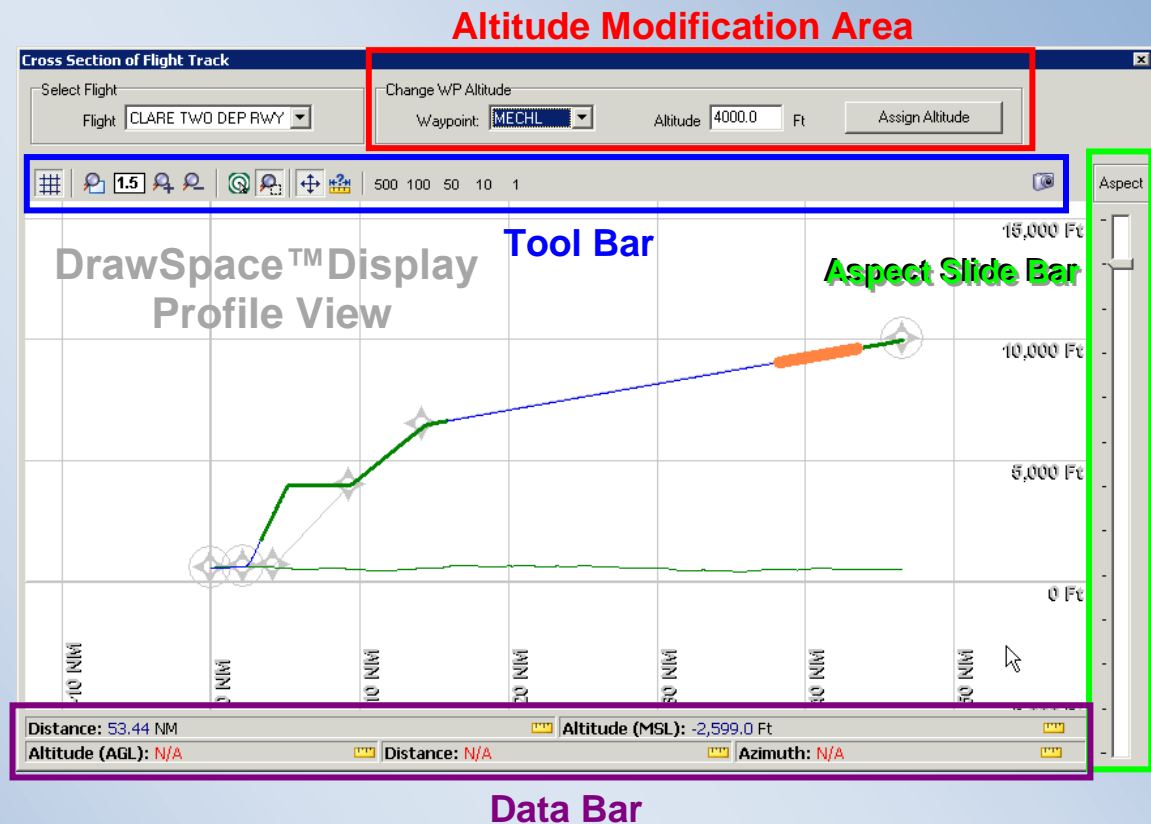 Altitude Modification Area
Cross Section of Flight Track
Select Flight
Flight CLARE TWO DEP RWY
Change WP Altitude
Waypoint: MECHL Altitude 4000.0 Ft Assign Altitude
1.5 500 100 50 10 1
Aspect
Tool Bar
15,000 Ft
DrawSpace™Display
Profile View
Aspect Slide Bar
10,000 Ft
5,000 Ft
0 Ft
-10 NM
0 NM
10 NM
20 NM
30 NM
50 NM
Distance: 53.44 NM Altitude (MSL): -2,599.0 Ft
Altitude (AGL): N/A Distance: N/A Azimuth: N/A
Data Bar